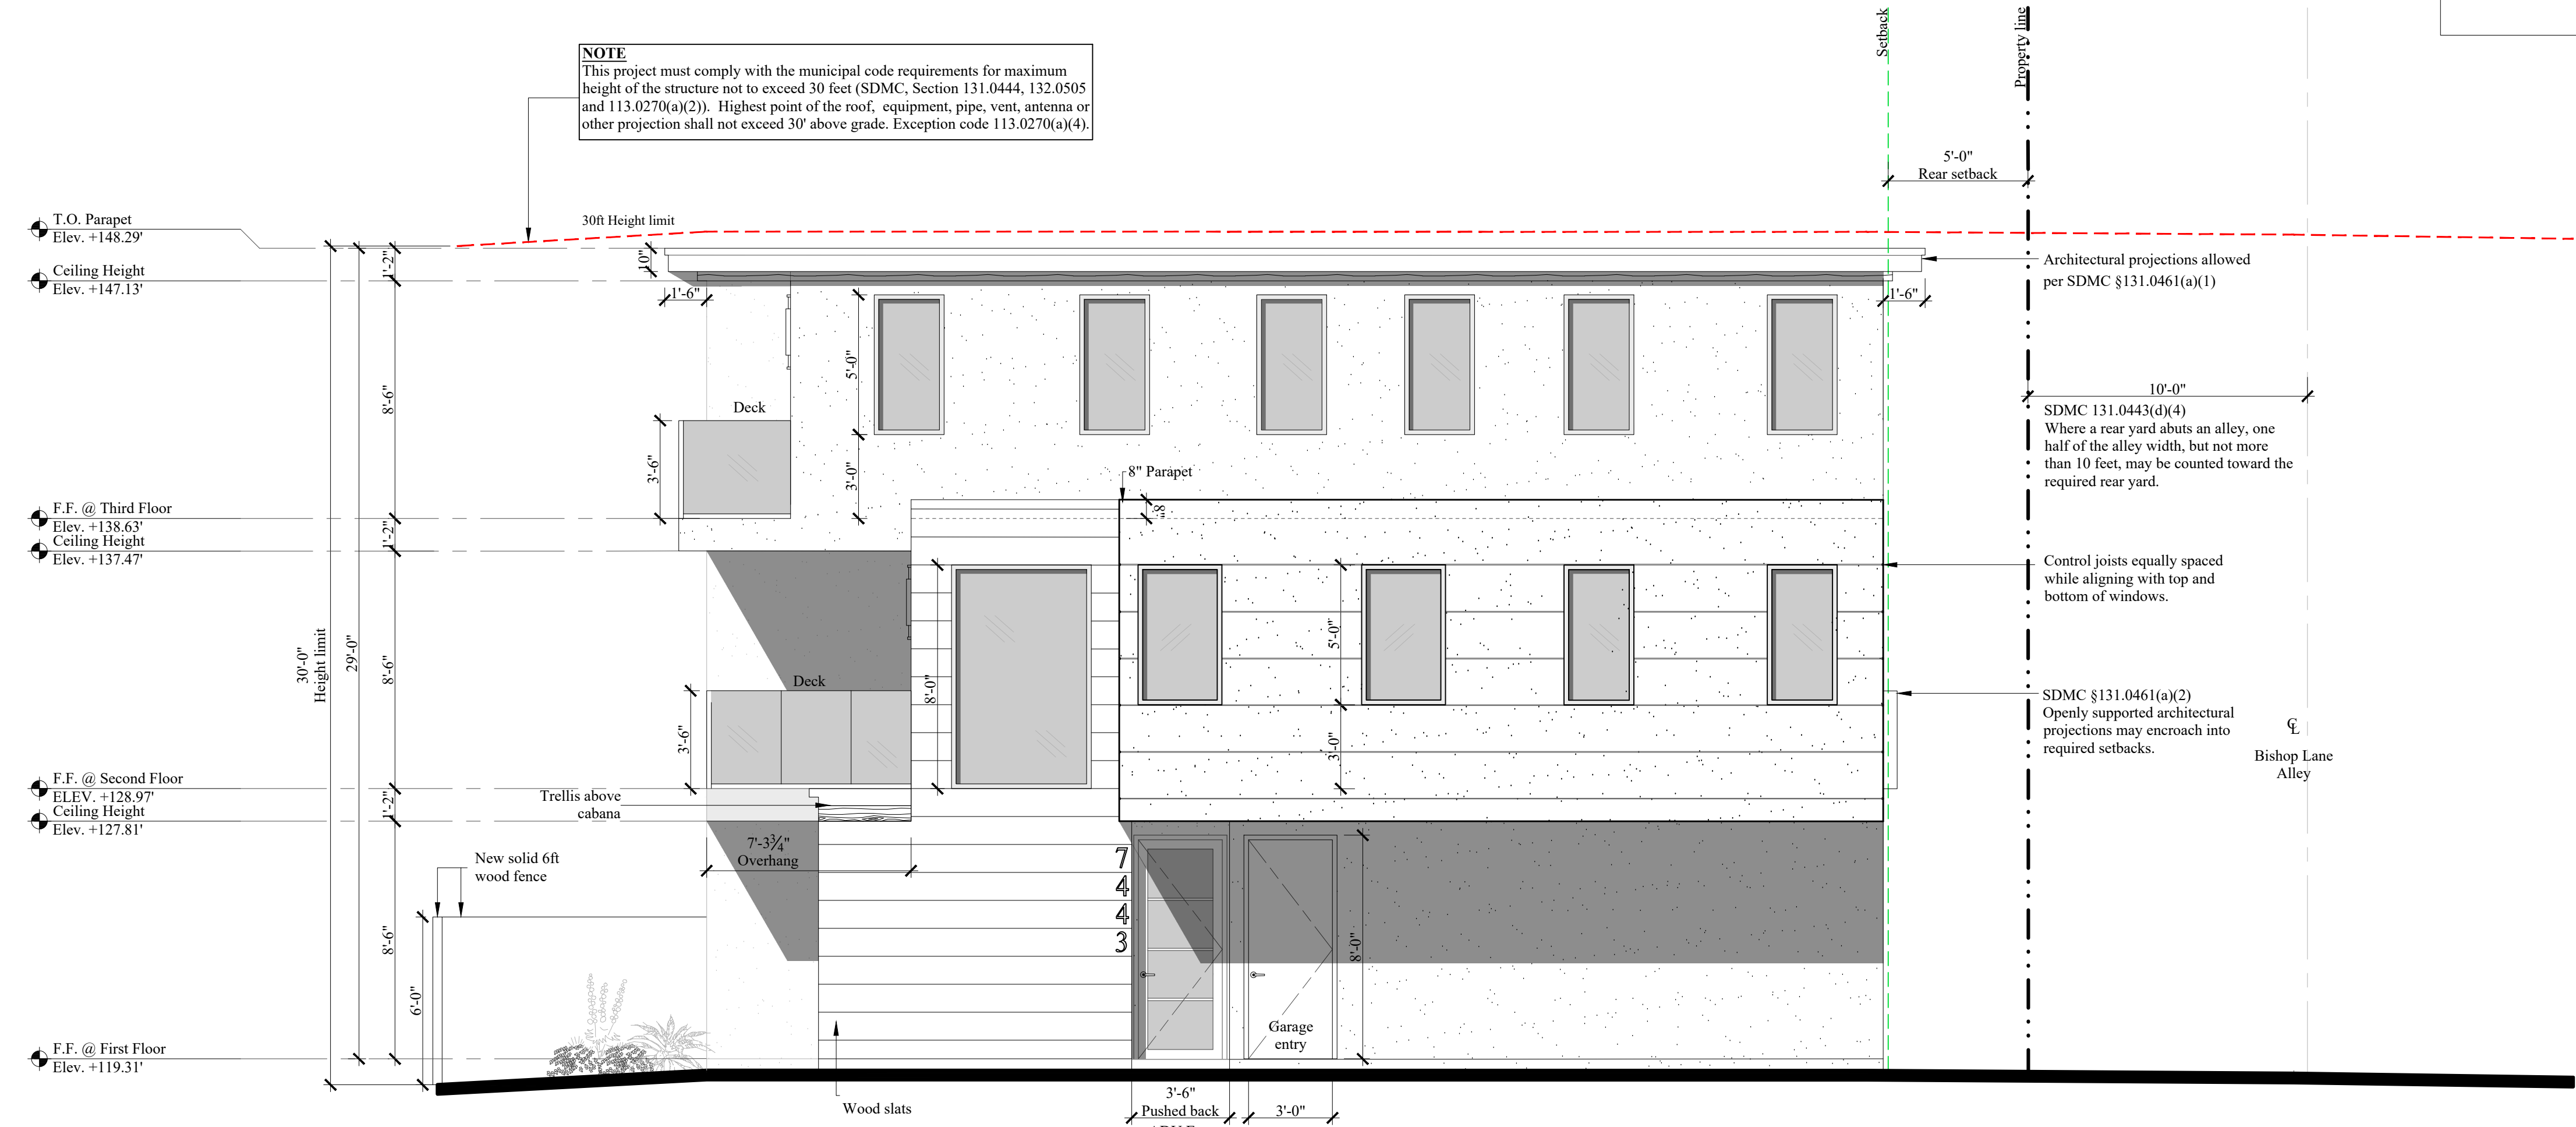 NOTE
This project must comply with the municipal code requirements for maximum
height of the structure not to exceed 30 feet (SDMC, Section 131.0444, 132.0505
and 113.0270(a)(2)). Highest point of the roof, equipment, pipe, vent, antenna or
other projection shall not exceed 30' above grade. Exception code 113.0270(a)(4).
Setback
Property line
5'-0"
Rear setback
T.O. Parapet
Elev. +148.29'
30ft Height limit
Ceiling Height
Elev. +147.13'
1'-2"
10"
1'-6"
1'-6"
Architectural projections allowed
per SDMC §131.0461(a)(1)
8'-6"
5'-0"
Deck
3'-6"
3'-0"
8" Parapet
8"
10'-0"
SDMC 131.0443(d)(4)
Where a rear yard abuts an alley, one
half of the alley width, but not more
than 10 feet, may be counted toward the
required rear yard.
F.F. @ Third Floor
Elev. +138.63'
Ceiling Height
Elev. +137.47'
1'-2"
Control joists equally spaced
while aligning with top and
bottom of windows.
30'-0"
Height limit
29'-0"
8'-6"
Deck
3'-6"
8'-0"
5'-0"
3'-0"
SDMC §131.0461(a)(2)
Openly supported architectural
projections may encroach into
required setbacks.
℄
Bishop Lane
Alley
F.F. @ Second Floor
ELEV. +128.97'
Ceiling Height
Elev. +127.81'
1'-2"
Trellis above
cabana
7'-3¾"
Overhang
New solid 6ft
wood fence
7
4
4
3
8'-6"
6'-0"
8'-0"
Garage
entry
F.F. @ First Floor
Elev. +119.31'
Wood slats
3'-6"
Pushed back
3'-0"